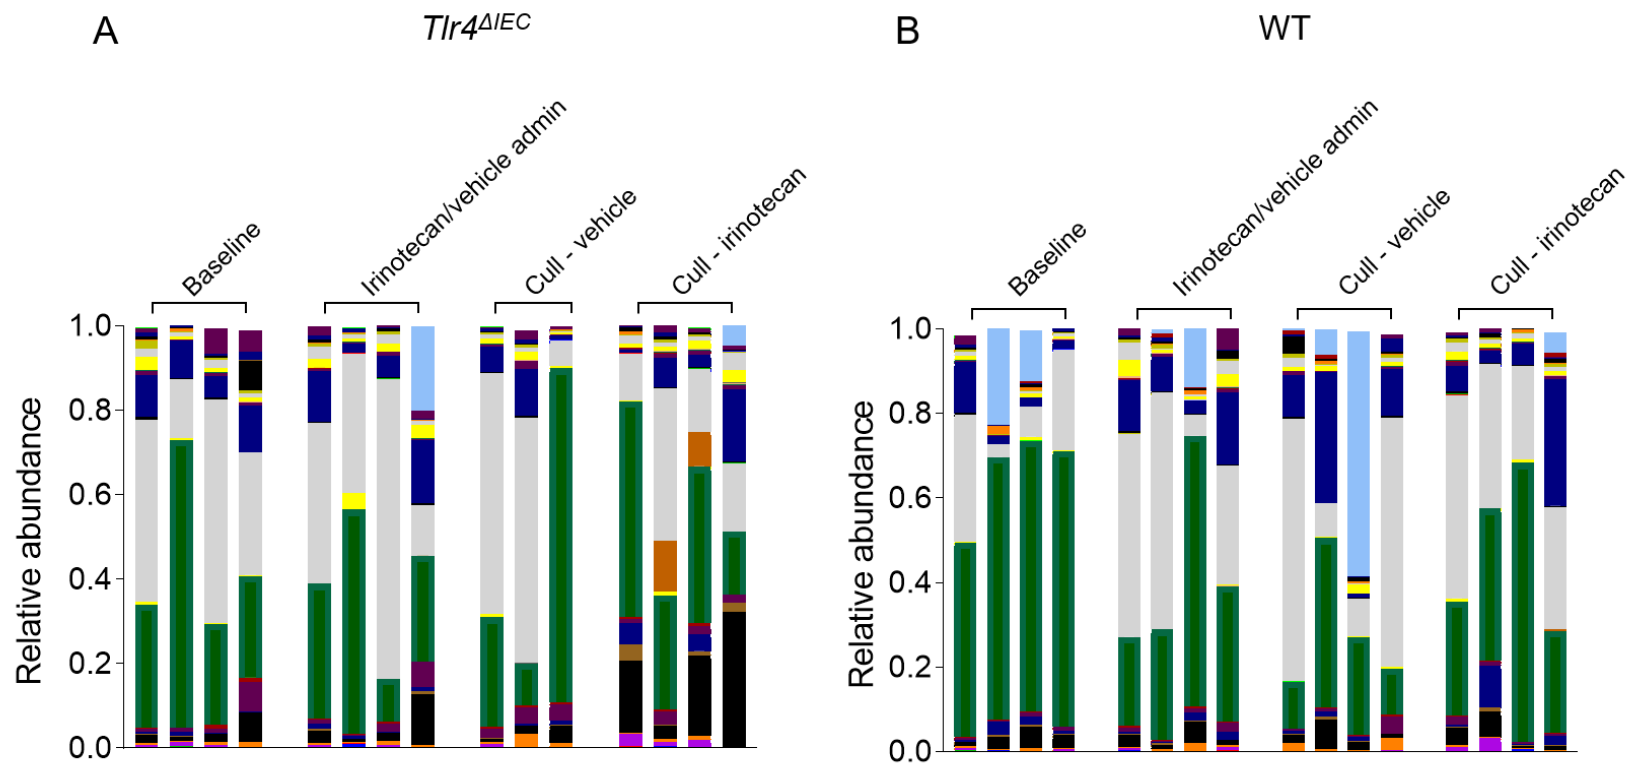 A
Tlr4ΔIEC
Baseline
Irinotecan/vehicle admin
Cull - vehicle
Cull - irinotecan
Relative abundance
1.0
0.8
0.6
0.4
0.2
0.0
B
WT
Baseline
Irinotecan/vehicle admin
Cull - vehicle
Cull - irinotecan
Relative abundance
1.0
0.8
0.6
0.4
0.2
0.0